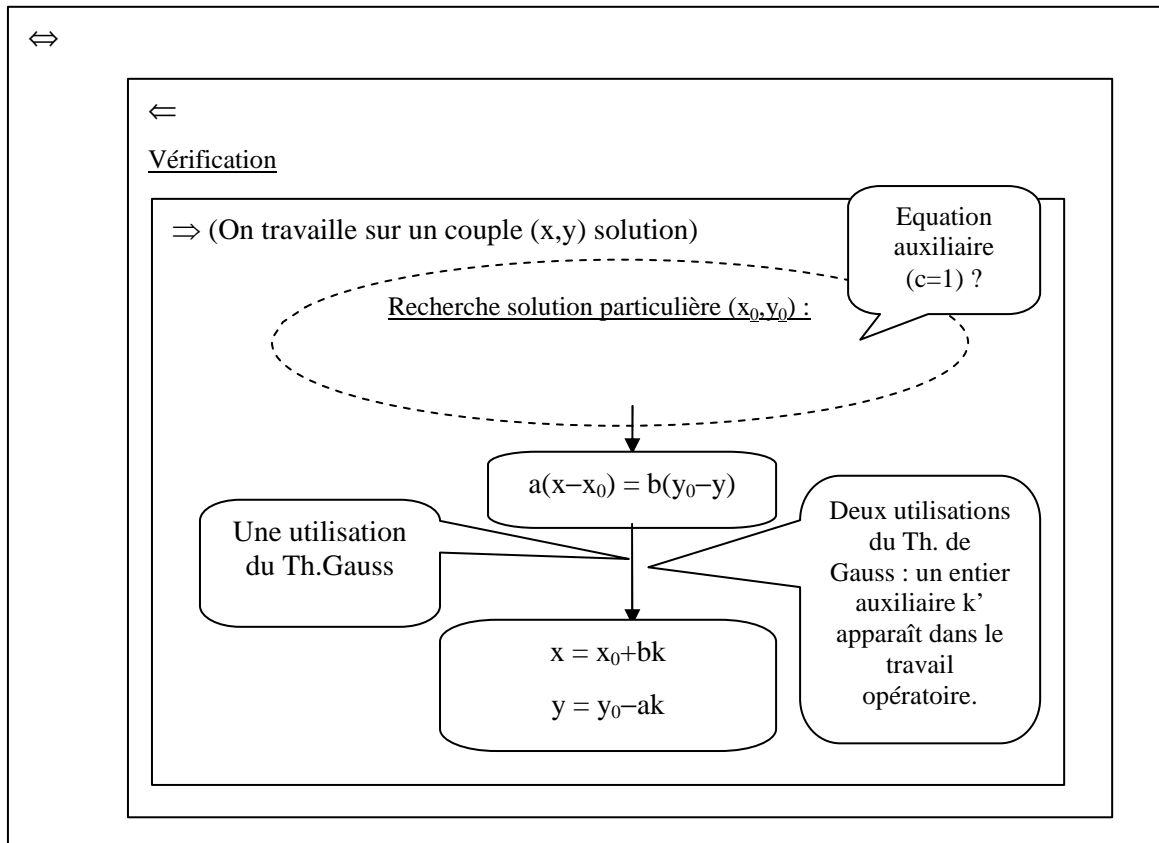 ⇔
⇐
Vérification
⇒ (On travaille sur un couple (x,y) solution)
Equation
auxiliaire
(c=1) ?
Recherche solution particulière (x₀,y₀) :
a(x−x₀) = b(y₀−y)
Une utilisation
du Th.Gauss
Deux utilisations
du Th. de
Gauss : un entier
auxiliaire k’
apparaît dans le
travail
opératoire.
x = x₀+bk
y = y₀−ak